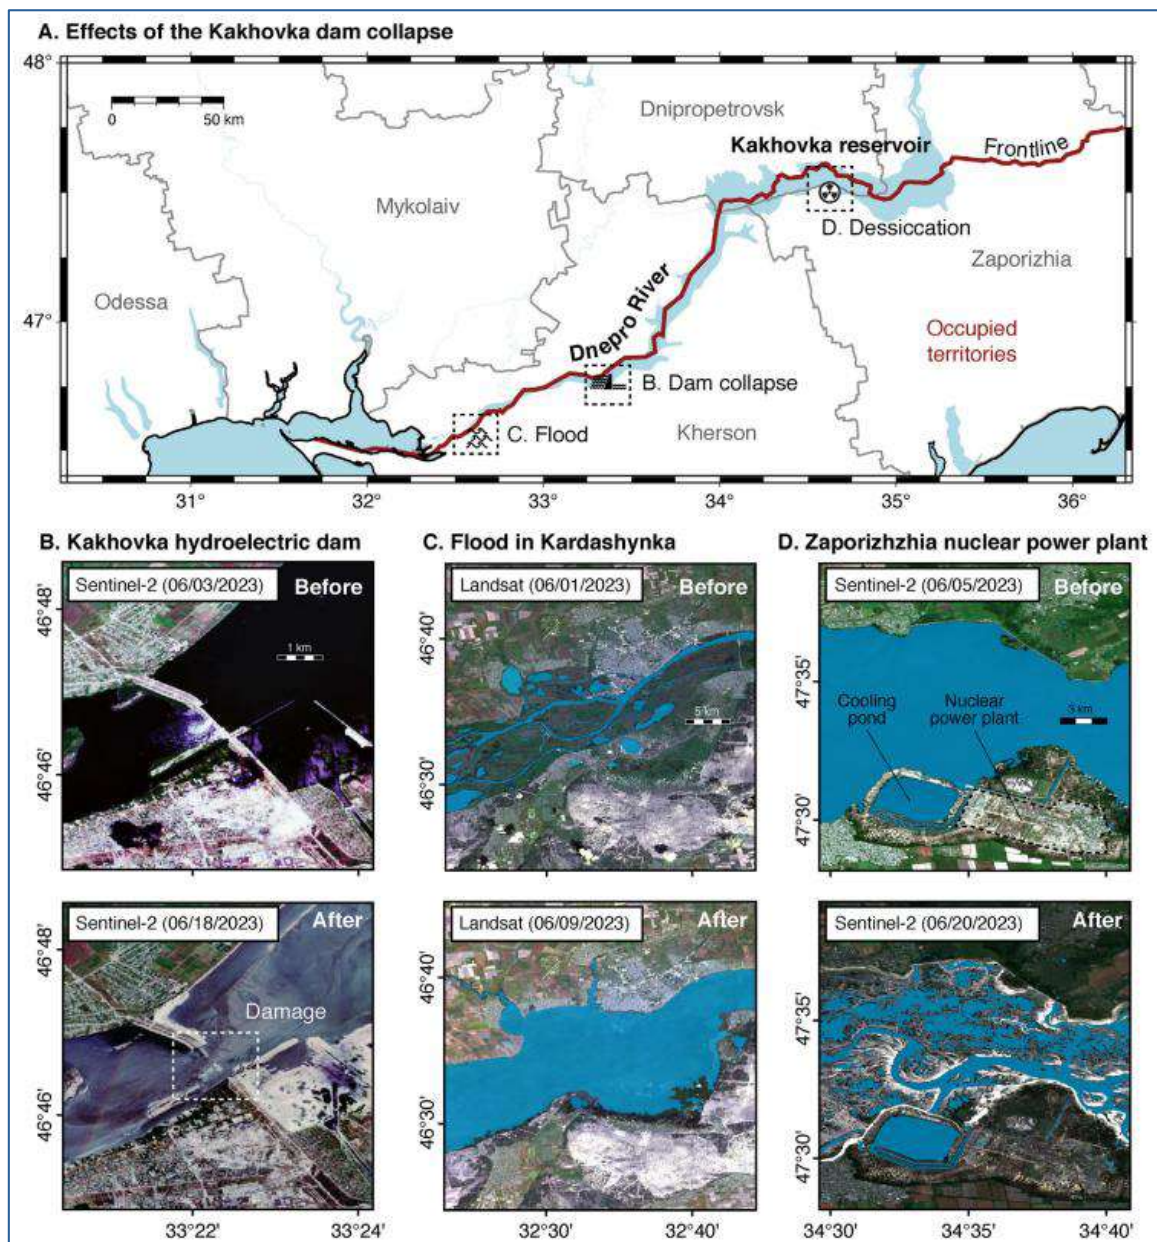 A. Effects of the Kakhovka dam collapse
48°
0
50 km
Dnipropetrovsk
Kakhovka reservoir
Frontline
Mykolaiv
D. Dessiccation
Zaporizhia
Odessa
47°
Dnepro River
Occupied
territories
B. Dam collapse
C. Flood
Kherson
31°
32°
33°
34°
35°
36°
B. Kakhovka hydroelectric dam
Sentinel-2 (06/03/2023)
Before
46°48'
1 km
46°46'
Sentinel-2 (06/18/2023)
After
46°48'
Damage
46°46'
33°22'
33°24'
C. Flood in Kardashynka
Landsat (06/01/2023)
Before
46°40'
5 km
46°30'
Landsat (06/09/2023)
After
46°40'
46°30'
32°30'
32°40'
D. Zaporizhzhia nuclear power plant
Sentinel-2 (06/05/2023)
Before
47°35'
Cooling
pond
Nuclear
power plant
3 km
47°30'
Sentinel-2 (06/20/2023)
After
47°35'
47°30'
34°30'
34°35'
34°40'